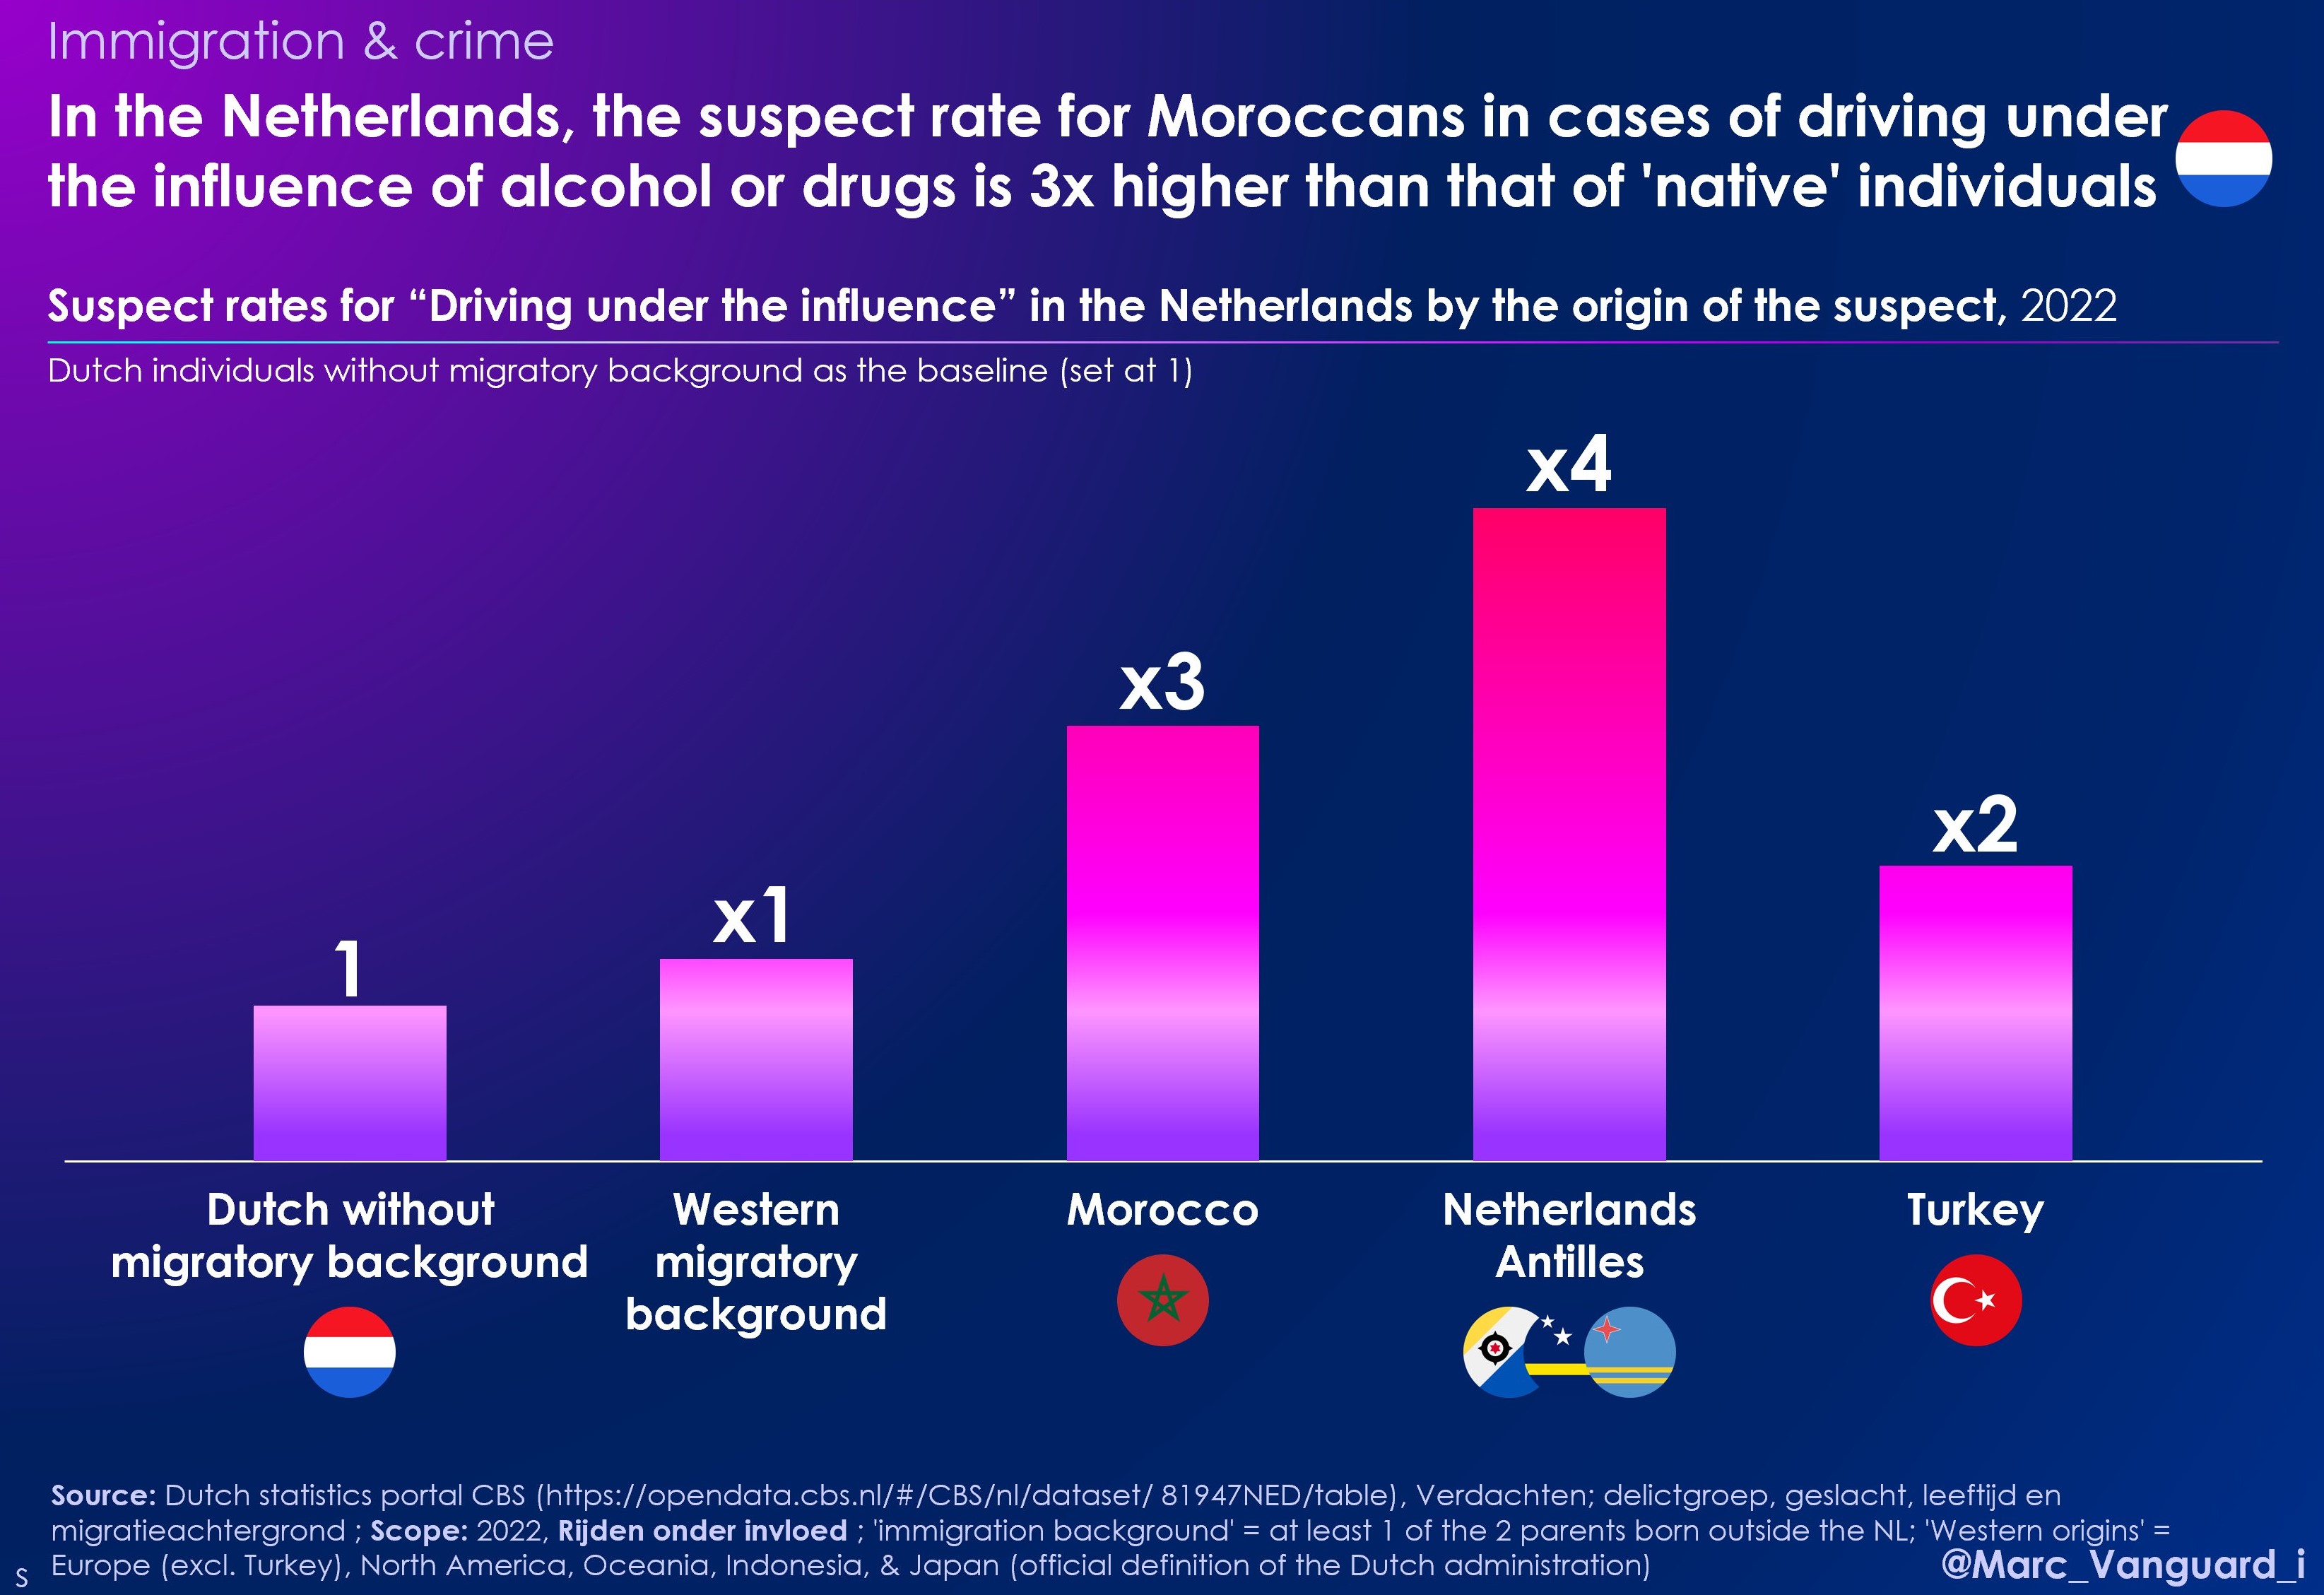 Immigration & crime
In the Netherlands, the suspect rate for Moroccans in cases of driving under
the influence of alcohol or drugs is 3x higher than that of 'native' individuals
Suspect rates for “Driving under the influence” in the Netherlands by the origin of the suspect, 2022
Dutch individuals without migratory background as the baseline (set at 1)
1
x1
x3
x4
x2
Dutch without
migratory background
Western
migratory
background
Morocco
Netherlands
Antilles
Turkey
Source: Dutch statistics portal CBS (https://opendata.cbs.nl/#/CBS/nl/dataset/ 81947NED/table), Verdachten; delictgroep, geslacht, leeftijd en
migratieachtergrond ; Scope: 2022, Rijden onder invloed ; 'immigration background' = at least 1 of the 2 parents born outside the NL; 'Western origins' =
Europe (excl. Turkey), North America, Oceania, Indonesia, & Japan (official definition of the Dutch administration)
S
@Marc_Vanguard_i